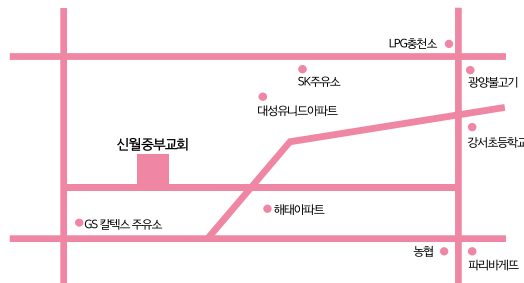 LPG충전소
SK주유소
광양불고기
대성유니드아파트
강서초등학교
신월중부교회
해태아파트
GS 칼텍스 주유소
농협
파리바게뜨